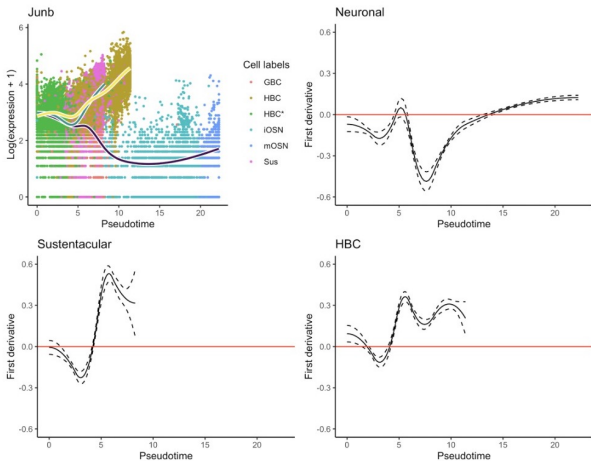 Junb
Log(expression + 1)
6
4
2
0
0 5 10 15 20
Pseudotime
Cell labels
GBC
HBC
HBC*
iOSN
mOSN
Sus
Neuronal
First derivative
0.6
0.3
0.0
-0.3
-0.6
0 5 10 15 20
Pseudotime
Sustentacular
First derivative
0.6
0.3
0.0
-0.3
-0.6
0 5 10 15 20
Pseudotime
HBC
First derivative
0.6
0.3
0.0
-0.3
-0.6
0 5 10 15 20
Pseudotime